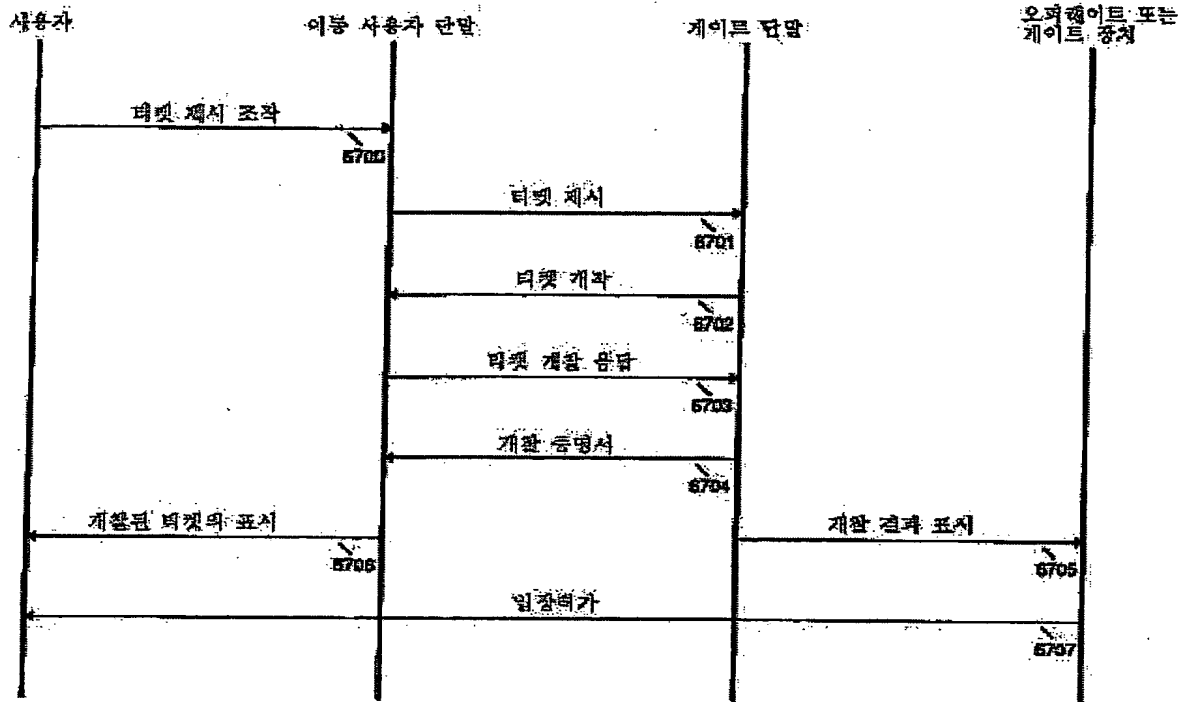 사용자
이동 사용자 단말
게이트 단말
오퍼레이트 또는
게이트 장치
티켓 제시 조작
6700
티켓 제시
6701
티켓 개찰
6702
티켓 개찰 응답
6703
개찰 증명서
6704
개찰된 티켓의 표시
6706
개찰 결과 표시
6705
입장허가
6707